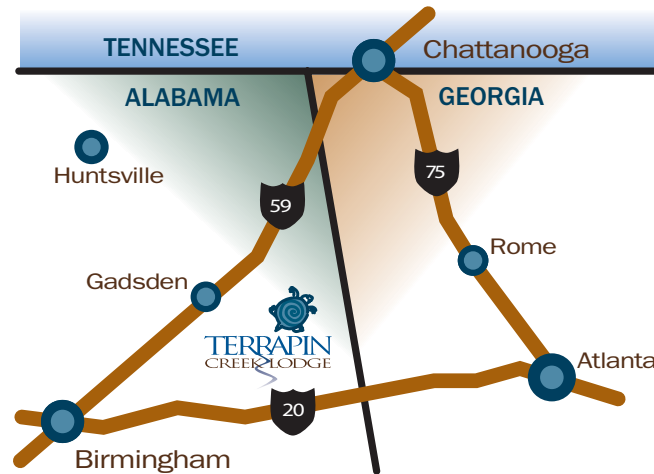 TENNESSEE
Chattanooga
ALABAMA
GEORGIA
Huntsville
75
59
Rome
Gadsden
TERRAPIN
CREEK LODGE
Atlanta
20
Birmingham